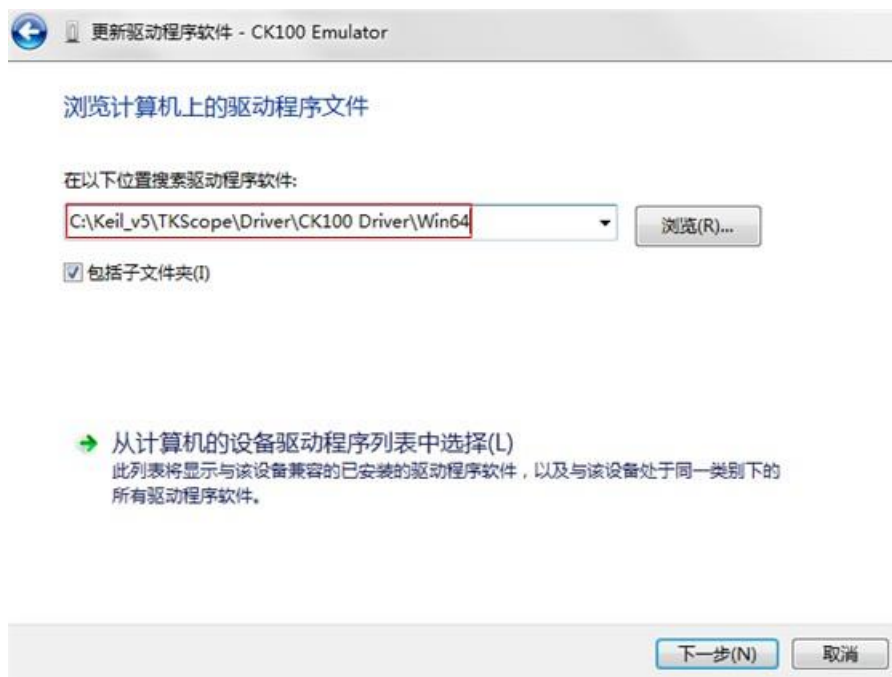 更新驱动程序软件 - CK100 Emulator
浏览计算机上的驱动程序文件
在以下位置搜索驱动程序软件:
C:\Keil_v5\TKScope\Driver\CK100 Driver\Win64
浏览(R)...
包括子文件夹(I)
从计算机的设备驱动程序列表中选择(L)
此列表将显示与该设备兼容的已安装的驱动程序软件，以及与该设备处于同一类别下的
所有驱动程序软件。
下一步(N)
取消